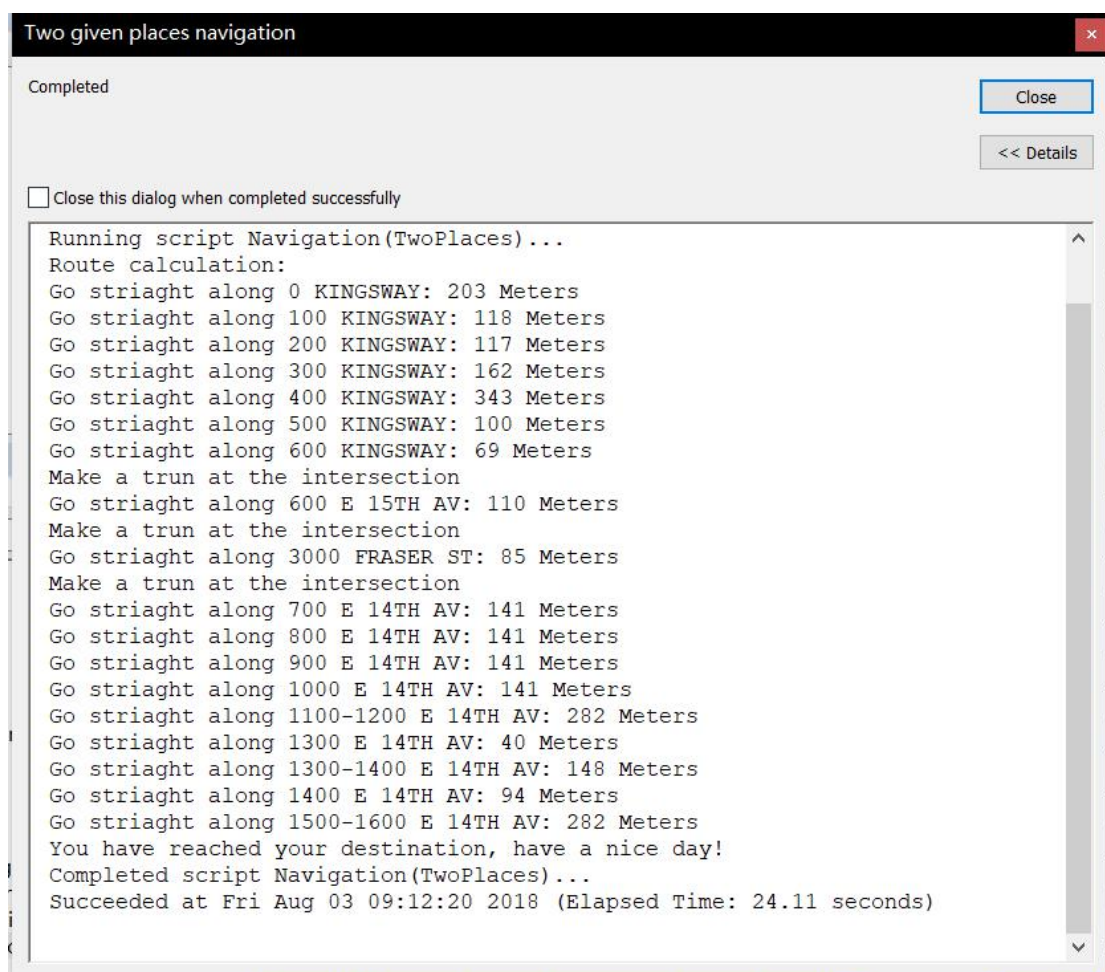 Two given places navigation
Completed
Close
<< Details
Close this dialog when completed successfully
Running script Navigation(TwoPlaces)...
Route calculation:
Go striaght along 0 KINGSWAY: 203 Meters
Go striaght along 100 KINGSWAY: 118 Meters
Go striaght along 200 KINGSWAY: 117 Meters
Go striaght along 300 KINGSWAY: 162 Meters
Go striaght along 400 KINGSWAY: 343 Meters
Go striaght along 500 KINGSWAY: 100 Meters
Go striaght along 600 KINGSWAY: 69 Meters
Make a trun at the intersection
Go striaght along 600 E 15TH AV: 110 Meters
Make a trun at the intersection
Go striaght along 3000 FRASER ST: 85 Meters
Make a trun at the intersection
Go striaght along 700 E 14TH AV: 141 Meters
Go striaght along 800 E 14TH AV: 141 Meters
Go striaght along 900 E 14TH AV: 141 Meters
Go striaght along 1000 E 14TH AV: 141 Meters
Go striaght along 1100-1200 E 14TH AV: 282 Meters
Go striaght along 1300 E 14TH AV: 40 Meters
Go striaght along 1300-1400 E 14TH AV: 148 Meters
Go striaght along 1400 E 14TH AV: 94 Meters
Go striaght along 1500-1600 E 14TH AV: 282 Meters
You have reached your destination, have a nice day!
Completed script Navigation(TwoPlaces)...
Succeeded at Fri Aug 03 09:12:20 2018 (Elapsed Time: 24.11 seconds)